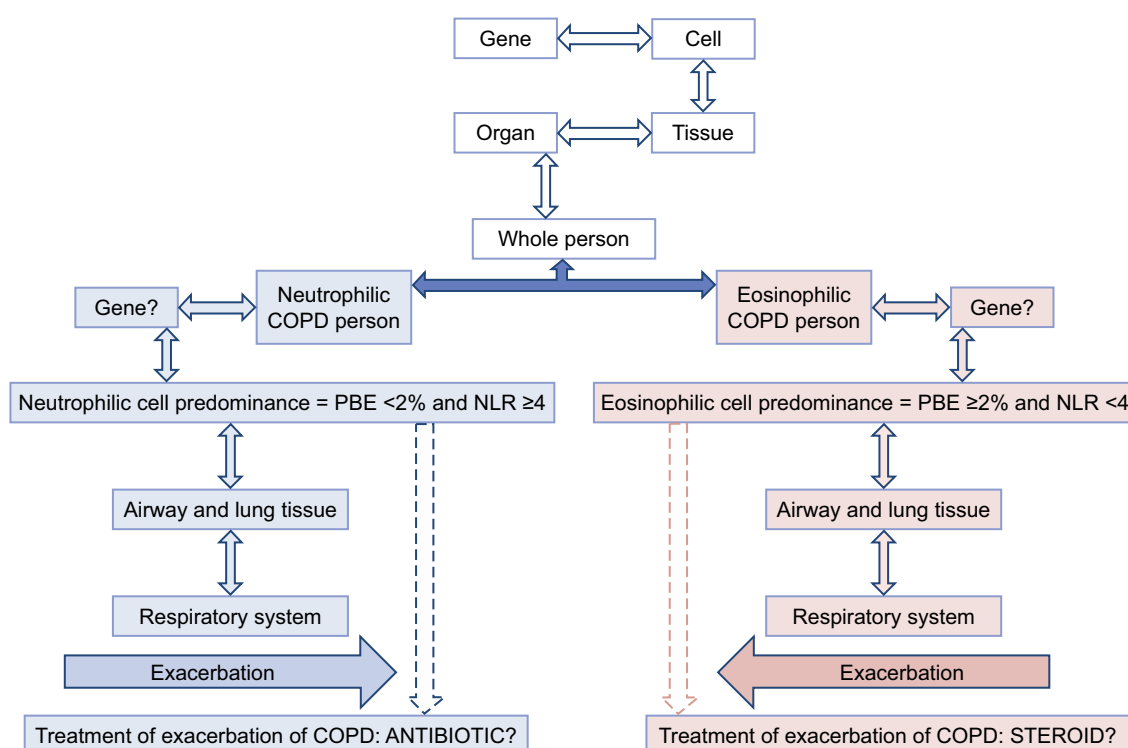 Gene
Cell
Organ
Tissue
Whole person
Gene?
Neutrophilic
COPD person
Eosinophilic
COPD person
Gene?
Neutrophilic cell predominance = PBE <2% and NLR ≥4
Eosinophilic cell predominance = PBE ≥2% and NLR <4
Airway and lung tissue
Airway and lung tissue
Respiratory system
Respiratory system
Exacerbation
Exacerbation
Treatment of exacerbation of COPD: ANTIBIOTIC?
Treatment of exacerbation of COPD: STEROID?